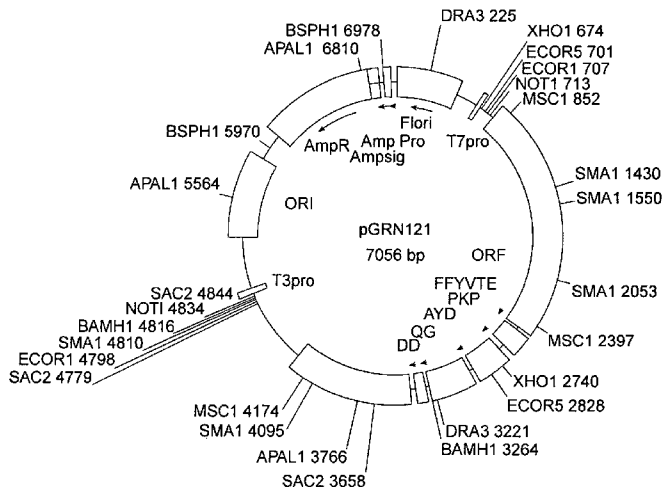 BSPH1 6978
APAL1 6810
DRA3 225
XHO1 674
ECOR5 701
ECOR1 707
NOT1 713
MSC1 852
BSPH1 5970
AmpR
Amp Pro
Ampsig
Flori
T7pro
APAL1 5564
ORI
SMA1 1430
SMA1 1550
pGRN121
7056 bp
ORF
FFYVTE
PKP
AYD
QG
DD
SMA1 2053
T3pro
SAC2 4844
NOTI 4834
BAMH1 4816
SMA1 4810
ECOR1 4798
SAC2 4779
MSC1 2397
XHO1 2740
ECOR5 2828
MSC1 4174
SMA1 4095
APAL1 3766
SAC2 3658
DRA3 3221
BAMH1 3264